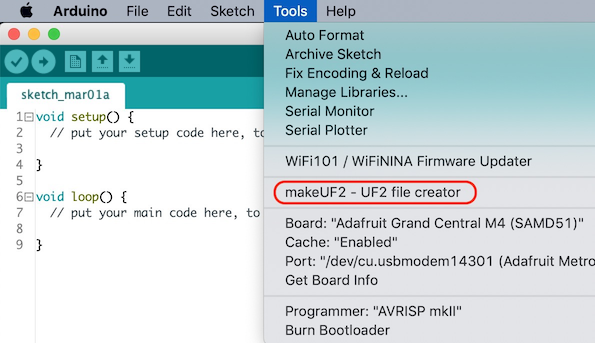 Arduino File Edit Sketch Tools Help
sketch_mar01a
1 void setup() {
2 // put your setup code here, to
3
4 }
5
6 void loop() {
7 // put your main code here, to
8
9 }
Auto Format
Archive Sketch
Fix Encoding & Reload
Manage Libraries...
Serial Monitor
Serial Plotter
WiFi101 / WiFiNINA Firmware Updater
makeUF2 - UF2 file creator
Board: "Adafruit Grand Central M4 (SAMD51)"
Cache: "Enabled"
Port: "/dev/cu.usbmodem14301 (Adafruit Metro
Get Board Info
Programmer: "AVRISP mkII"
Burn Bootloader